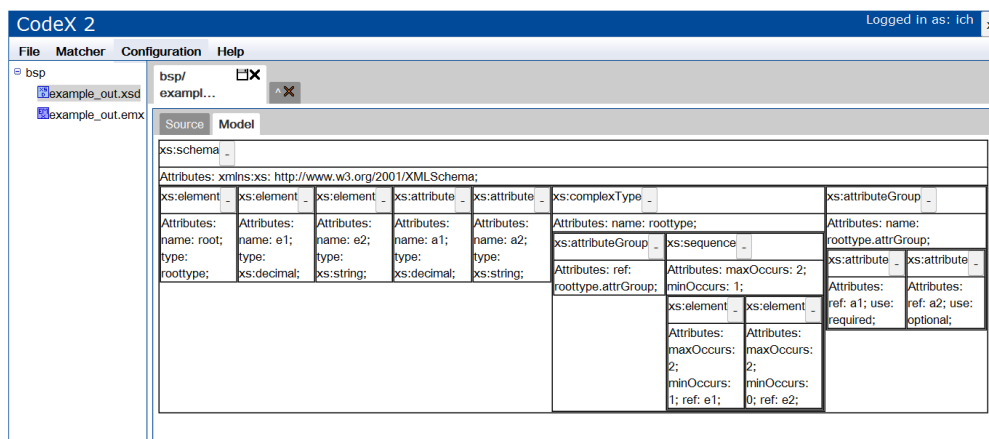 CodeX 2
Logged in as: ich
File Matcher Configuration Help
bsp
example_out.xsd
example_out.emx
bsp/
exampl...
^
Source Model
xs:schema -
Attributes: xmlns:xs: http://www.w3.org/2001/XMLSchema;
xs:element -
Attributes:
name: root;
type:
roottype;
xs:element -
Attributes:
name: e1;
type:
xs:decimal;
xs:element -
Attributes:
name: e2;
type:
xs:string;
xs:attribute -
Attributes:
name: a1;
type:
xs:decimal;
xs:attribute -
Attributes:
name: a2;
type:
xs:string;
xs:complexType -
Attributes: name: roottype;
xs:attributeGroup -
Attributes: ref:
roottype.attrGroup;
xs:sequence -
Attributes: maxOccurs: 2;
minOccurs: 1;
xs:element -
Attributes:
maxOccurs:
2;
minOccurs:
1; ref: e1;
xs:element -
Attributes:
maxOccurs:
2;
minOccurs:
0; ref: e2;
xs:attributeGroup -
Attributes: name:
roottype.attrGroup;
xs:attribute -
Attributes:
ref: a1; use:
required;
xs:attribute -
Attributes:
ref: a2; use:
optional;